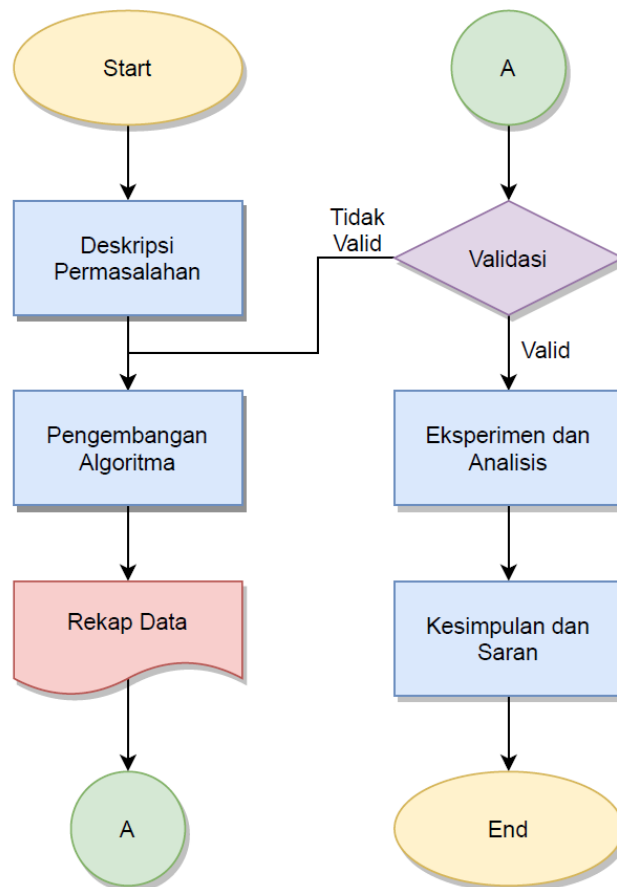 Start
Deskripsi
Permasalahan
Pengembangan
Algoritma
Rekap Data
A
A
Tidak
Valid
Validasi
Valid
Eksperimen dan
Analisis
Kesimpulan dan
Saran
End